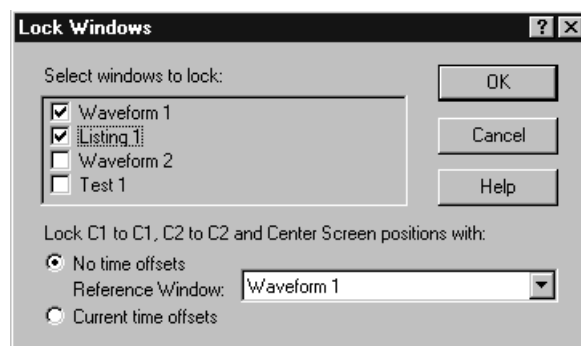 Lock Windows
Select windows to lock:
Waveform 1
Listing 1
Waveform 2
Test 1
OK
Cancel
Help
Lock C1 to C1, C2 to C2 and Center Screen positions with:
No time offsets
Reference Window: Waveform 1
Current time offsets